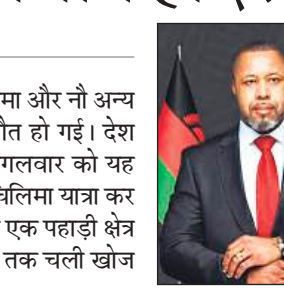 मा और नौ अन्य
ौत हो गई। देश
गलवार को यह
चिलिमा यात्रा कर
एक पहाड़ी क्षेत्र
तक चली खोज